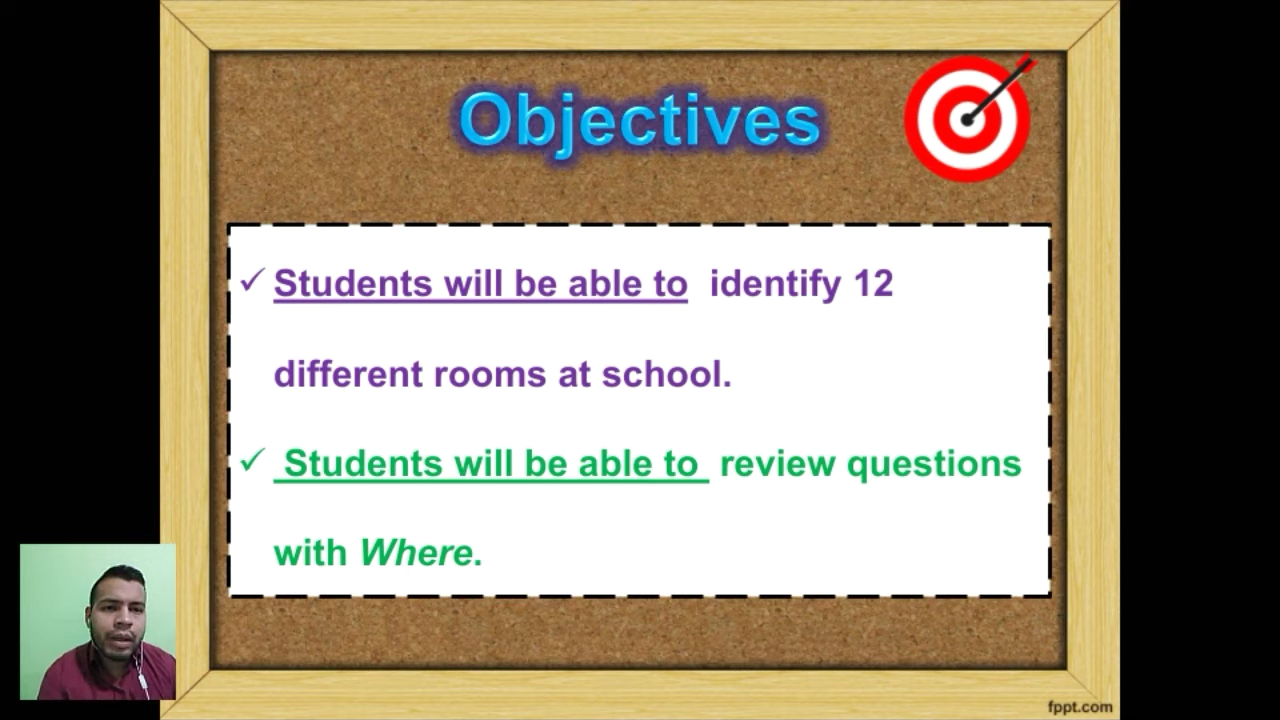 Objectives
✓ Students will be able to identify 12
different rooms at school.
✓ Students will be able to review questions
with Where.
fppt.com